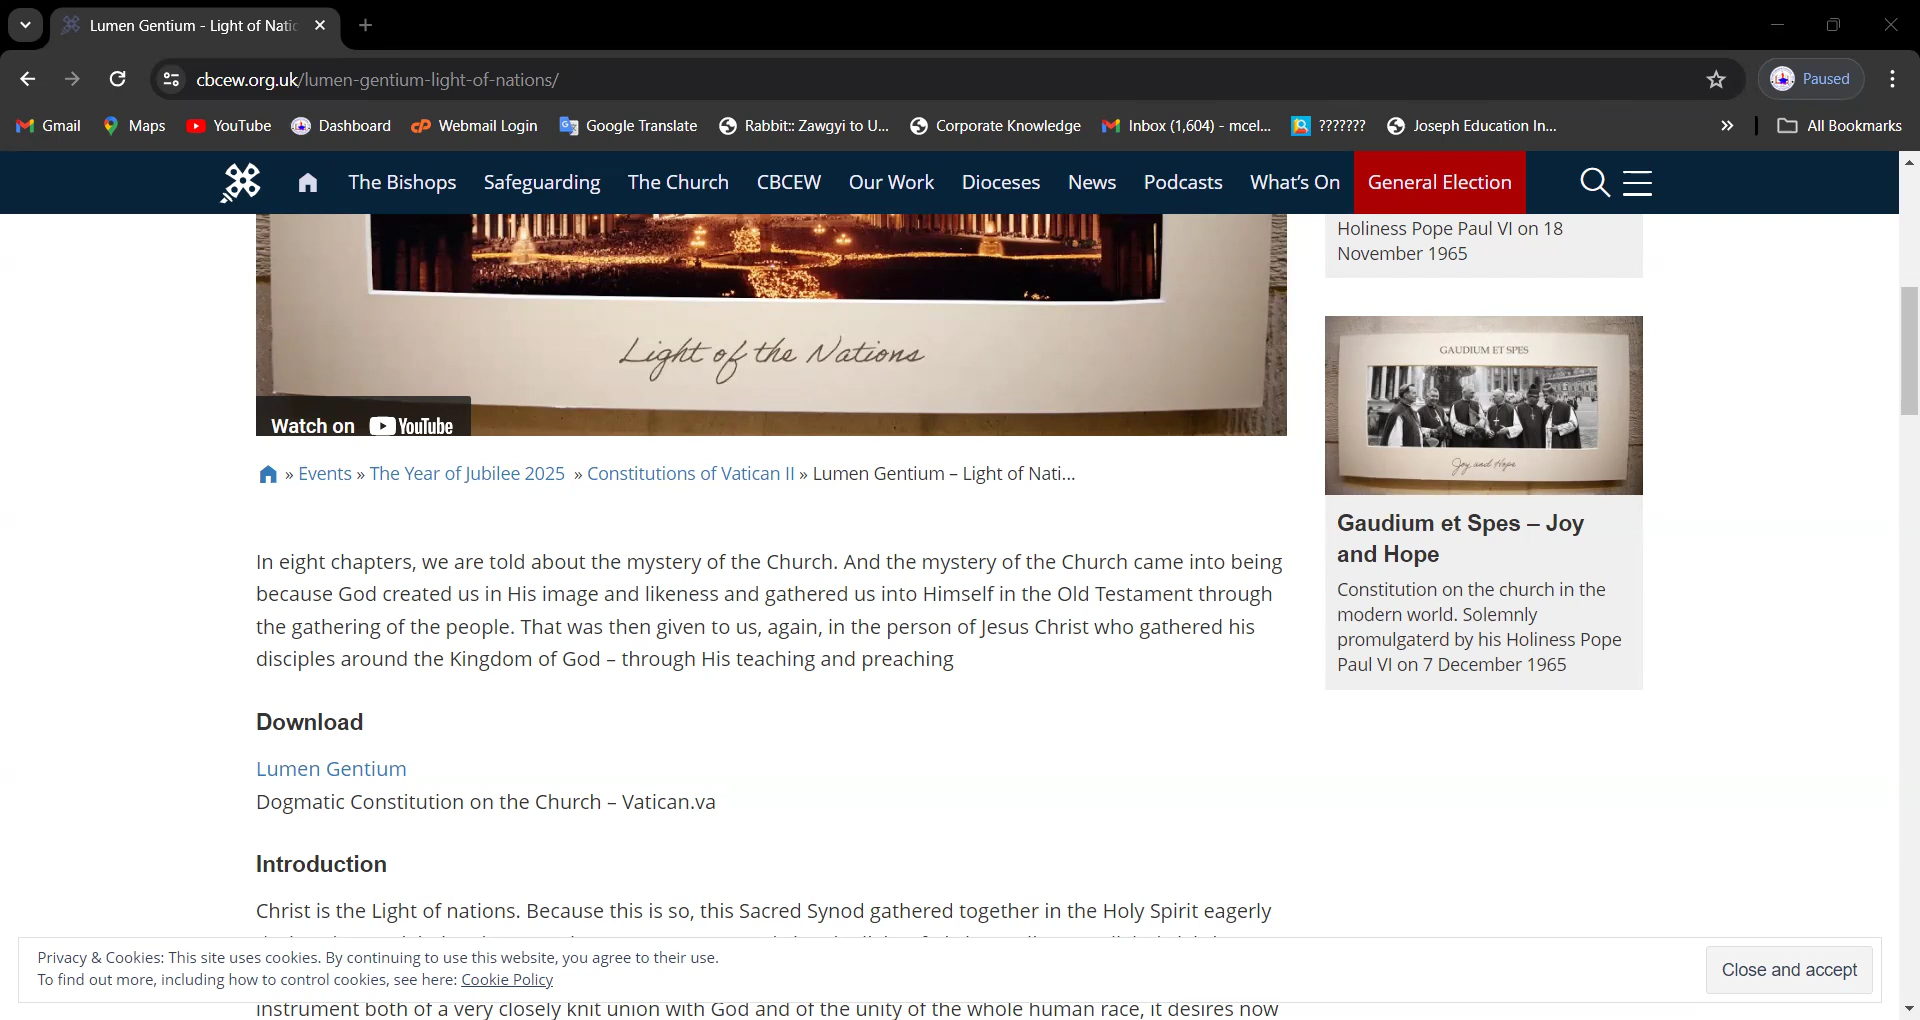 Lumen Gentium - Light of Natic
cbcew.org.uk/lumen-gentium-light-of-nations/
Paused
Gmail
Maps
YouTube
Dashboard
Webmail Login
Google Translate
Rabbit:: Zawgyi to U...
Corporate Knowledge
Inbox (1,604) - mcel...
???????
Joseph Education In...
»
All Bookmarks
The Bishops
Safeguarding
The Church
CBCEW
Our Work
Dioceses
News
Podcasts
What's On
General Election
Light of the Nations
Watch on YouTube
» Events » The Year of Jubilee 2025 » Constitutions of Vatican II » Lumen Gentium – Light of Nati...
In eight chapters, we are told about the mystery of the Church. And the mystery of the Church came into being
because God created us in His image and likeness and gathered us into Himself in the Old Testament through
the gathering of the people. That was then given to us, again, in the person of Jesus Christ who gathered his
disciples around the Kingdom of God – through His teaching and preaching
Download
Lumen Gentium
Dogmatic Constitution on the Church – Vatican.va
Introduction
Christ is the Light of nations. Because this is so, this Sacred Synod gathered together in the Holy Spirit eagerly
instrument both of a very closely knit union with God and of the unity of the whole human race, it desires now
Holiness Pope Paul VI on 18
November 1965
GAUDIUM ET SPES
Joy and Hope
Gaudium et Spes – Joy
and Hope
Constitution on the church in the
modern world. Solemnly
promulgaterd by his Holiness Pope
Paul VI on 7 December 1965
Privacy & Cookies: This site uses cookies. By continuing to use this website, you agree to their use.
To find out more, including how to control cookies, see here: Cookie Policy
Close and accept